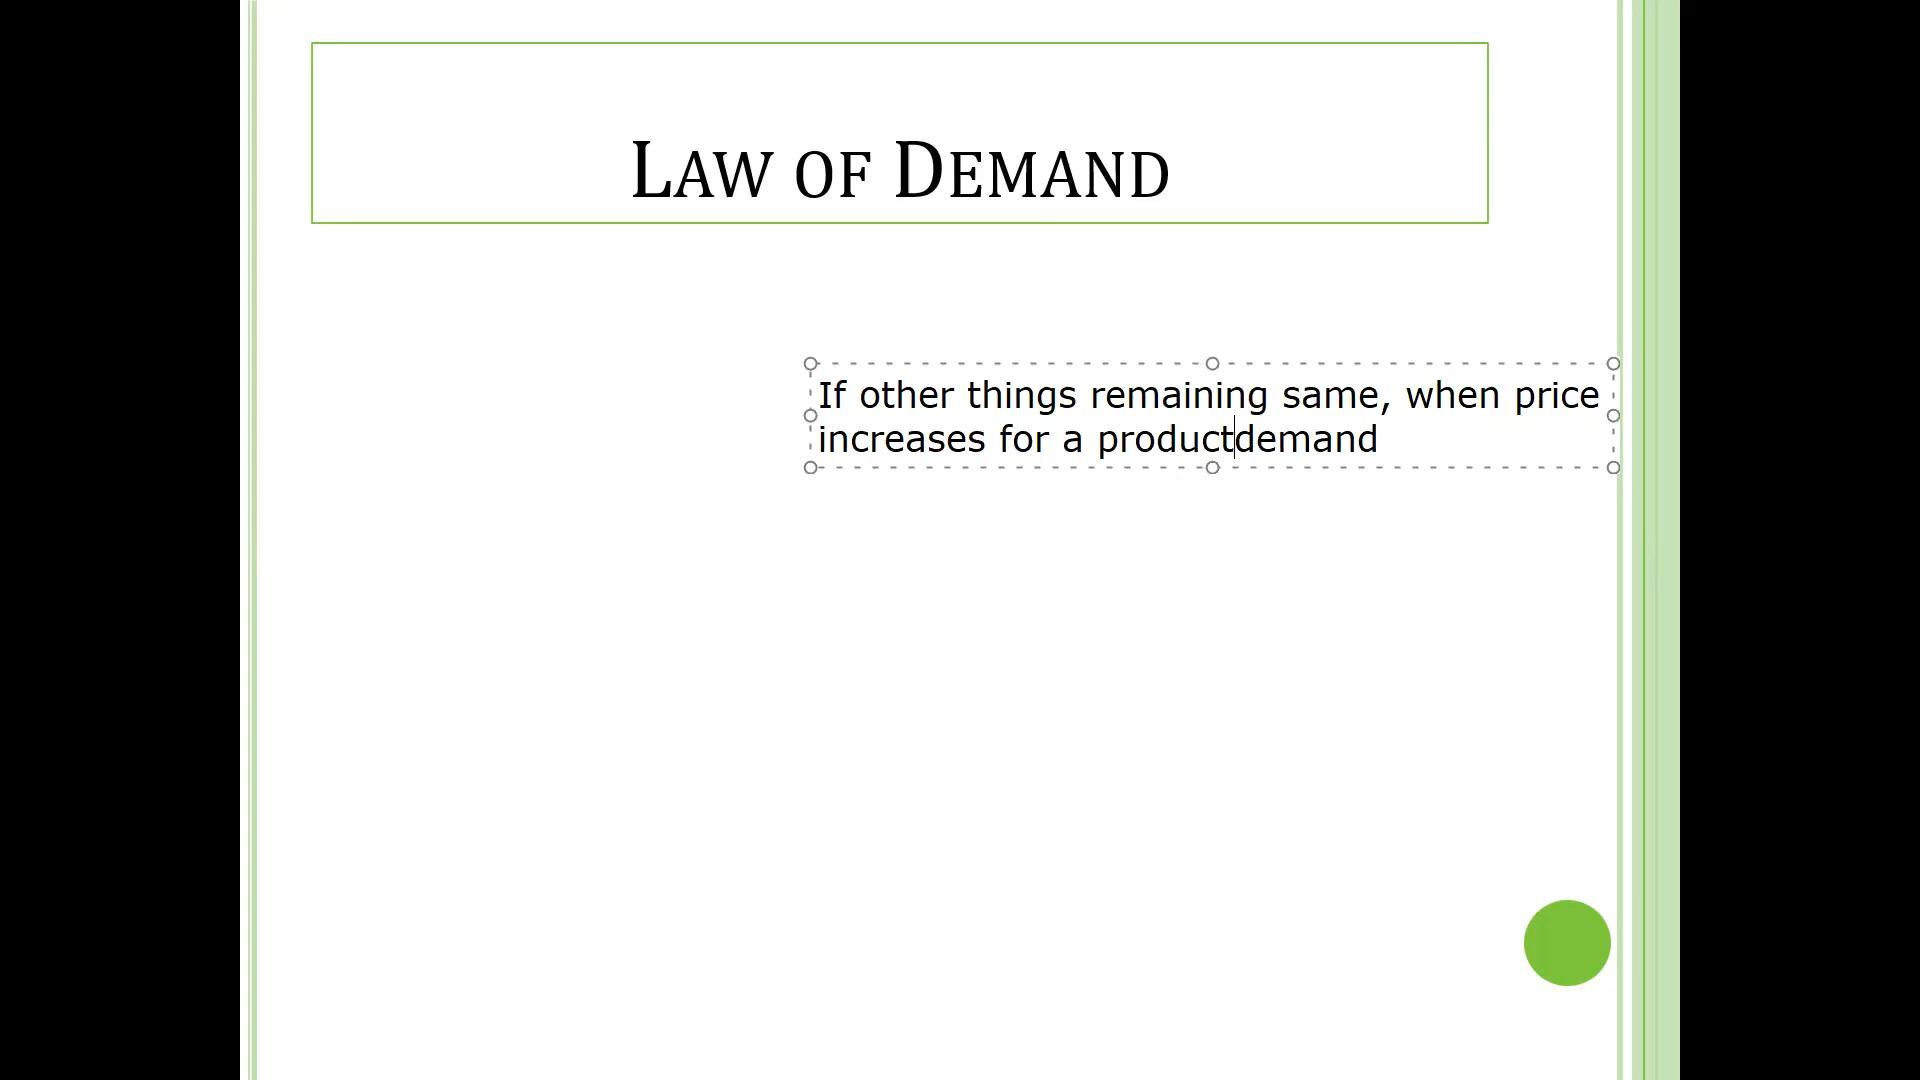 LAW OF DEMAND
If other things remaining same, when price
increases for a productdemand